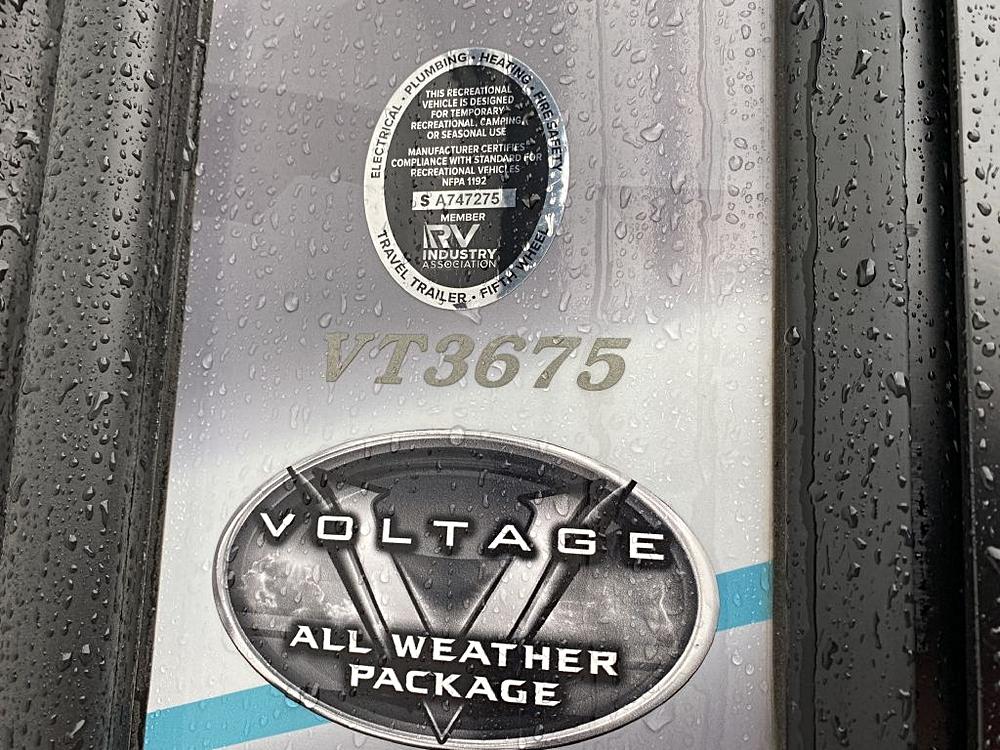 ELECTRICAL • PLUMBING • HEATING • FIRE SAFETY
THIS RECREATIONAL
VEHICLE IS DESIGNED
FOR TEMPORARY
RECREATIONAL, CAMPING,
OR SEASONAL USE
MANUFACTURER CERTIFIES
COMPLIANCE WITH STANDARD FOR
RECREATIONAL VEHICLES
NFPA 1192
S A747275
MEMBER
RV
INDUSTRY
ASSOCIATION
TRAVEL TRAILER • FIFTH WHEEL
VT3675
VOLTAGE
ALL WEATHER
PACKAGE